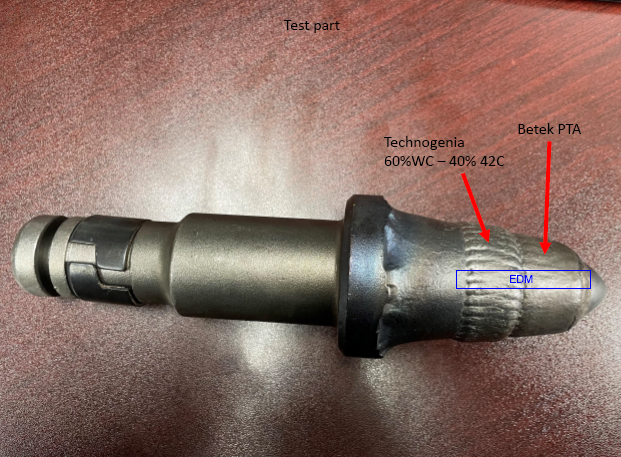 Test part
Betek PTA
Technogenia
60%WC – 40% 42C
EDM